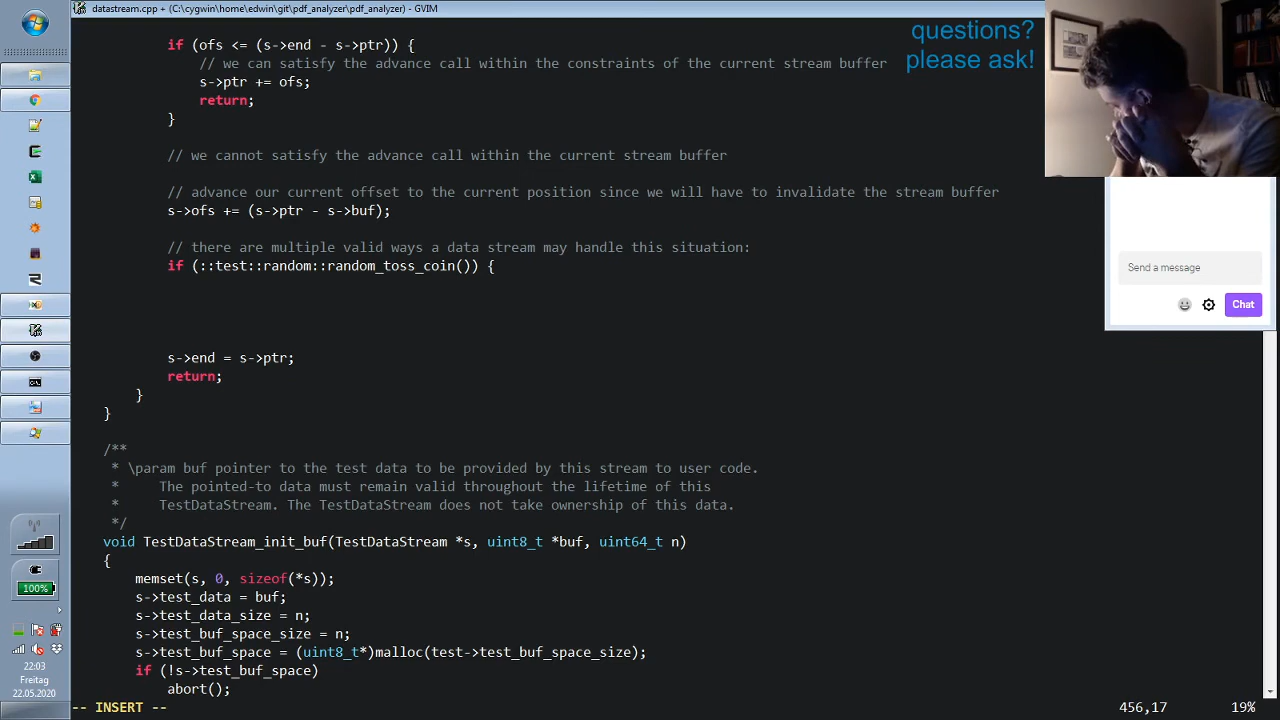 datastream.cpp + (C:\cygwin\home\edwin\git\pdf_analyzer\pdf_analyzer) - GVIM
questions?
please ask!
if (ofs <= (s->end - s->ptr)) {
// we can satisfy the advance call within the constraints of the current stream buffer
s->ptr += ofs;
return;
}
// we cannot satisfy the advance call within the current stream buffer
// advance our current offset to the current position since we will have to invalidate the stream buffer
s->ofs += (s->ptr - s->buf);
// there are multiple valid ways a data stream may handle this situation:
if (::test::random::random_toss_coin()) {
s->end = s->ptr;
return;
}
}
/**
* \param buf pointer to the test data to be provided by this stream to user code.
*     The pointed-to data must remain valid throughout the lifetime of this
*     TestDataStream. The TestDataStream does not take ownership of this data.
*/
void TestDataStream_init_buf(TestDataStream *s, uint8_t *buf, uint64_t n)
{
memset(s, 0, sizeof(*s));
s->test_data = buf;
s->test_data_size = n;
s->test_buf_space_size = n;
s->test_buf_space = (uint8_t*)malloc(test->test_buf_space_size);
if (!s->test_buf_space)
abort();
-- INSERT --
456,17
19%
Send a message
Chat
100%
22:03
Freitag
22.05.2020